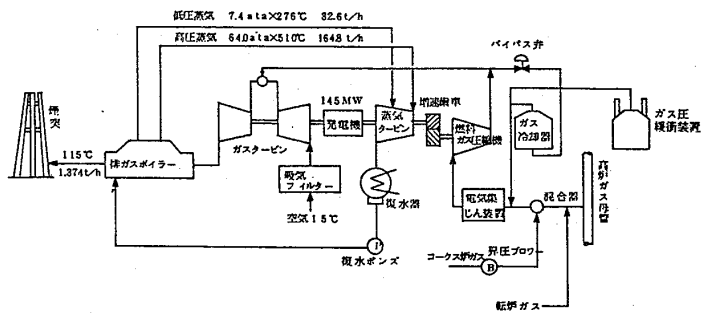 低圧蒸気 7.4ata×276℃ 32.6t/h
高圧蒸気 64.0ata×510℃ 164.8t/h
バイパス弁
煙突
145MW
発電機
蒸気タービン
増速歯車
燃料ガス圧縮機
ガス冷却器
ガス圧緩衝装置
ガスタービン
115℃
1,374t/h
排ガスボイラー
吸気フィルター
空気15℃
復水器
復水ポンプ
電気集じん装置
混合器
高炉ガス母管
コークス炉ガス
B
昇圧ブロワー
転炉ガス